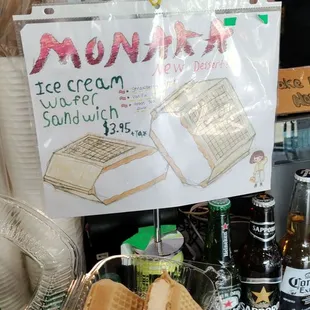 MONAKA
New Dessert
Ice cream
wafer
Sandwich
$3.95 + TAX
SAPPORO
Corona
Extra